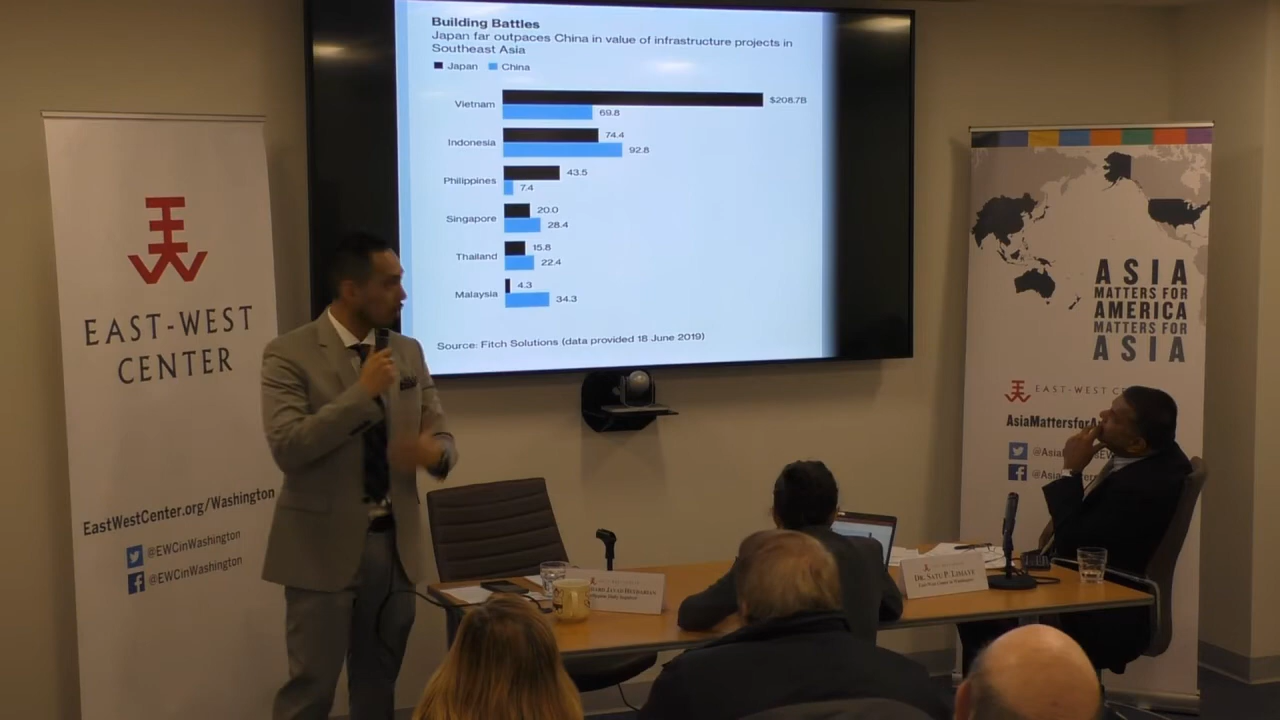 Building Battles
Japan far outpaces China in value of infrastructure projects in
Southeast Asia
Japan China
Vietnam $208.7B
69.8
Indonesia 74.4
92.8
Philippines 43.5
7.4
Singapore 20.0
28.4
Thailand 15.8
22.4
Malaysia 4.3
34.3
Source: Fitch Solutions (data provided 18 June 2019)
EAST-WEST
CENTER
EastWestCenter.org/Washington
@EWCinWashington
@EWCinWashington
ASIA
MATTERS FOR
AMERICA
MATTERS FOR
ASIA
EAST-WEST
DR. SATU P. LIMAYE